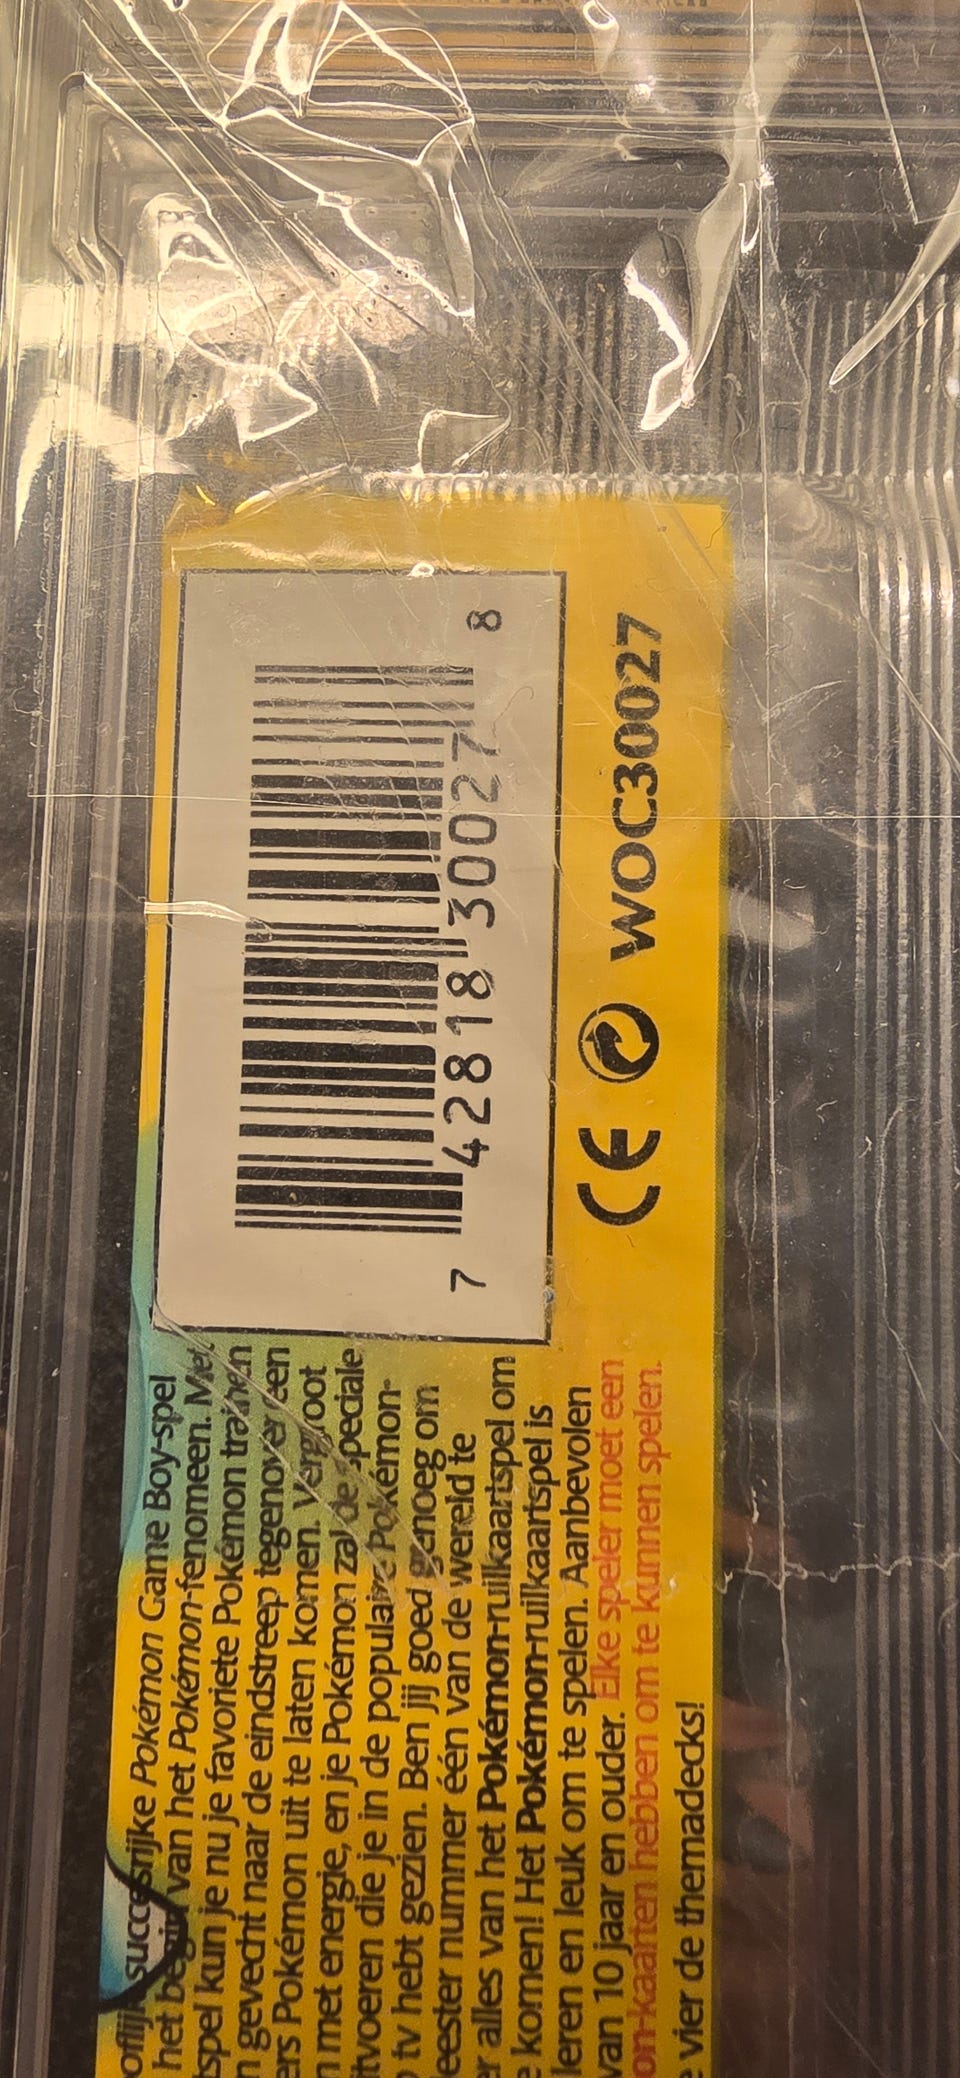 successrijke Pokémon Game Boy-spel
van het Pokémon-fenomeen. Met
kun je nu je favoriete Pokémon trainen
gevecht naar de eindstreep tegenover een
Pokémon uit te laten komen. Vergroot
met energie, en je Pokémon zal de speciale
die je in de populaire Pokémon-
tv hebt gezien. Ben jij goed genoeg om
nummer één van de wereld te
alles van het Pokémon-ruilkaartspel om
komen! Het Pokémon-ruilkaartspel is
leren en leuk om te spelen. Aanbevolen
van 10 jaar en ouder. Elke speler moet een
on-kaarten hebben om te kunnen spelen.
vier de themadecks!
7 42818 30027 8
CE WOC30027